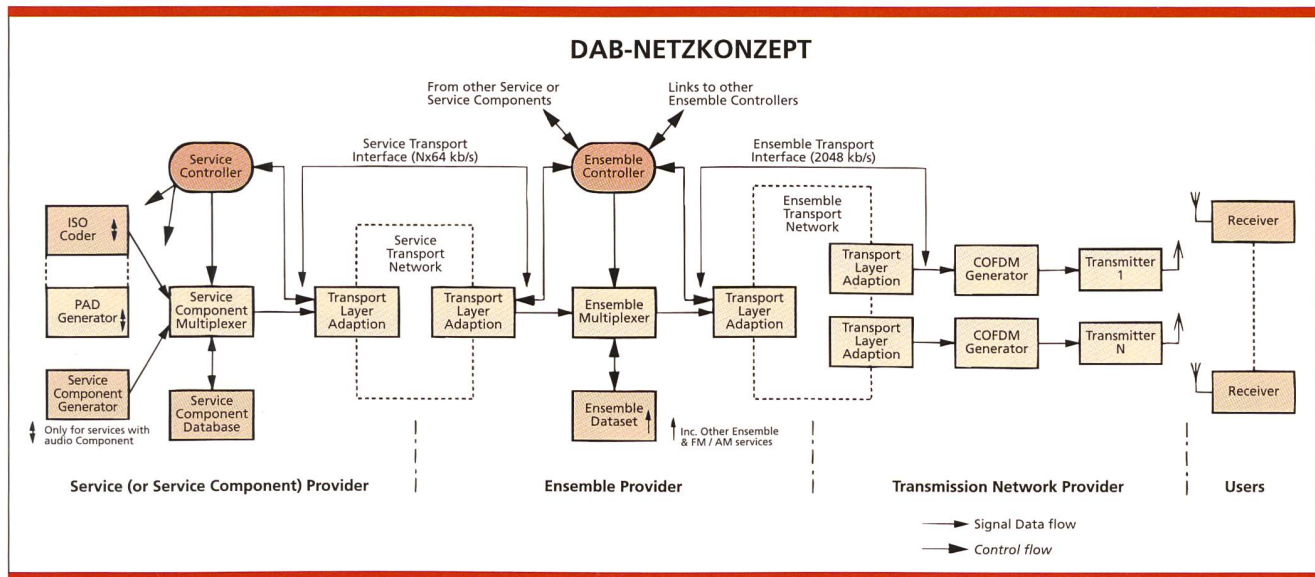 DAB-NETZKONZEPT
From other Service or
Service Components
Links to other
Ensemble Controllers
Service Transport
Interface (Nx64 kb/s)
Ensemble Transport
Interface (2048 kb/s)
Service
Controller
Ensemble
Controller
ISO
Coder
PAD
Generator
Service
Component
Generator
Only for services with
audio Component
Service
Component
Multiplexer
Service
Component
Database
Transport
Layer
Adaption
Service
Transport
Network
Transport
Layer
Adaption
Ensemble
Multiplexer
Ensemble
Dataset
Inc. Other Ensemble
& FM / AM services
Transport
Layer
Adaption
Ensemble
Transport
Network
Transport
Layer
Adaption
COFDM
Generator
Transmitter
1
Transport
Layer
Adaption
COFDM
Generator
Transmitter
N
Receiver
Receiver
Service (or Service Component) Provider
Ensemble Provider
Transmission Network Provider
Users
Signal Data flow
Control flow